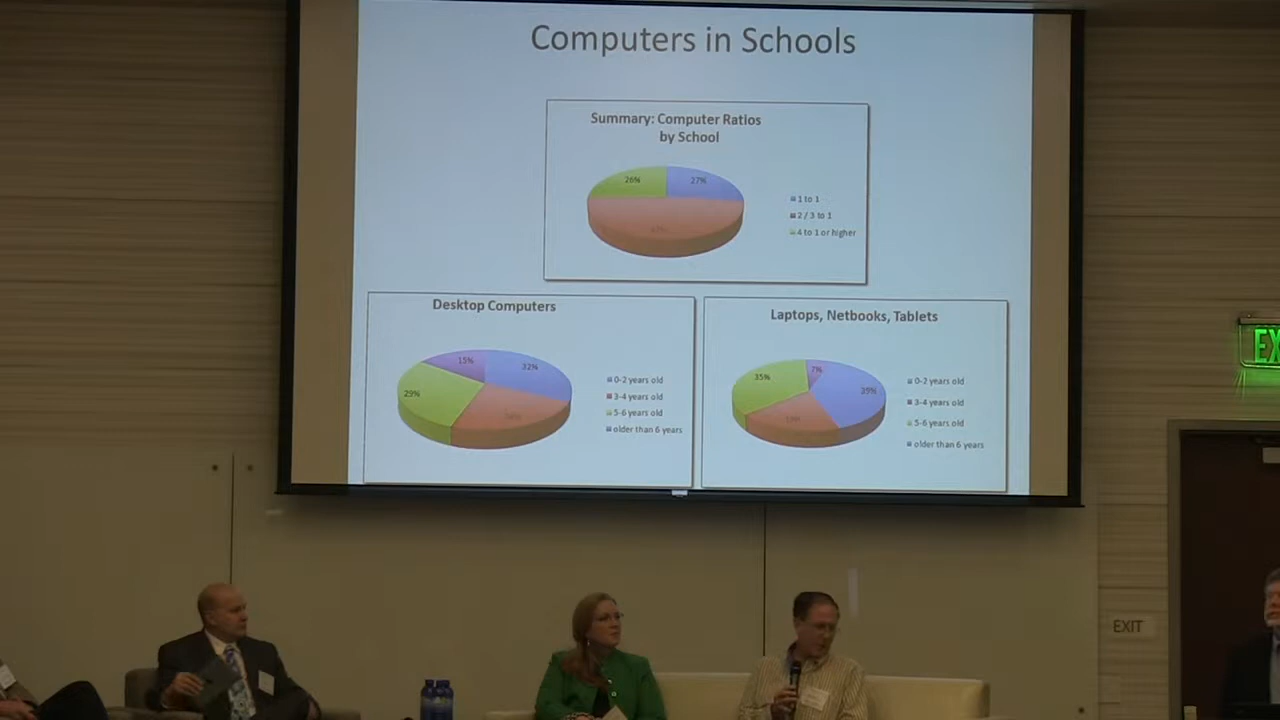 Computers in Schools
Summary: Computer Ratios
by School
26%
27%
1 to 1
2 / 3 to 1
4 to 1 or higher
Desktop Computers
15%
32%
29%
0-2 years old
3-4 years old
5-6 years old
older than 6 years
Laptops, Netbooks, Tablets
7%
35%
39%
19%
0-2 years old
3-4 years old
5-6 years old
older than 6 years
EX
EXIT